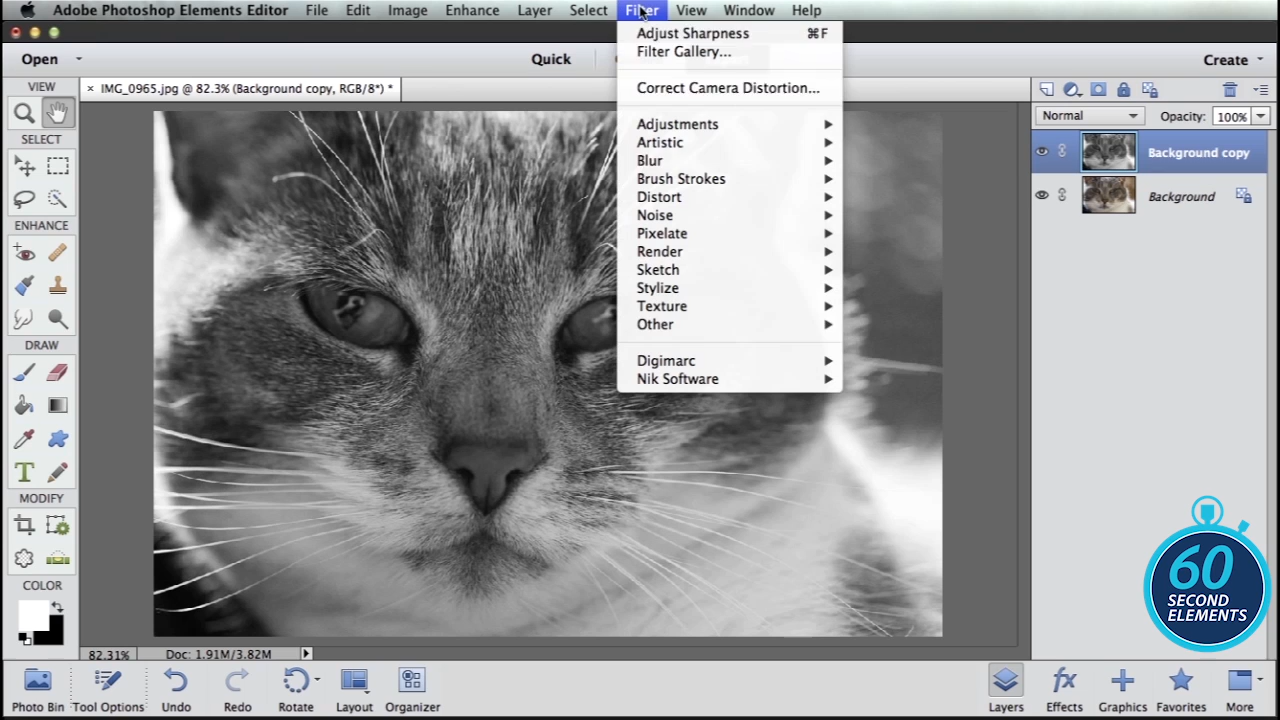 Adobe Photoshop Elements Editor File Edit Image Enhance Layer Select Filter View Window Help
Open Quick Create
× IMG_0965.jpg @ 82.3% (Background copy, RGB/8*) *
Adjust Sharpness ⌘F
Filter Gallery...
Correct Camera Distortion...
Adjustments
Artistic
Blur
Brush Strokes
Distort
Noise
Pixelate
Render
Sketch
Stylize
Texture
Other
Digimarc
Nik Software
VIEW
SELECT
ENHANCE
DRAW
T
MODIFY
COLOR
Normal Opacity: 100%
Background copy
Background
60
SECOND
ELEMENTS
82.31% Doc: 1.91M/3.82M
Photo Bin Tool Options Undo Redo Rotate Layout Organizer
fx
Layers Effects Graphics Favorites More